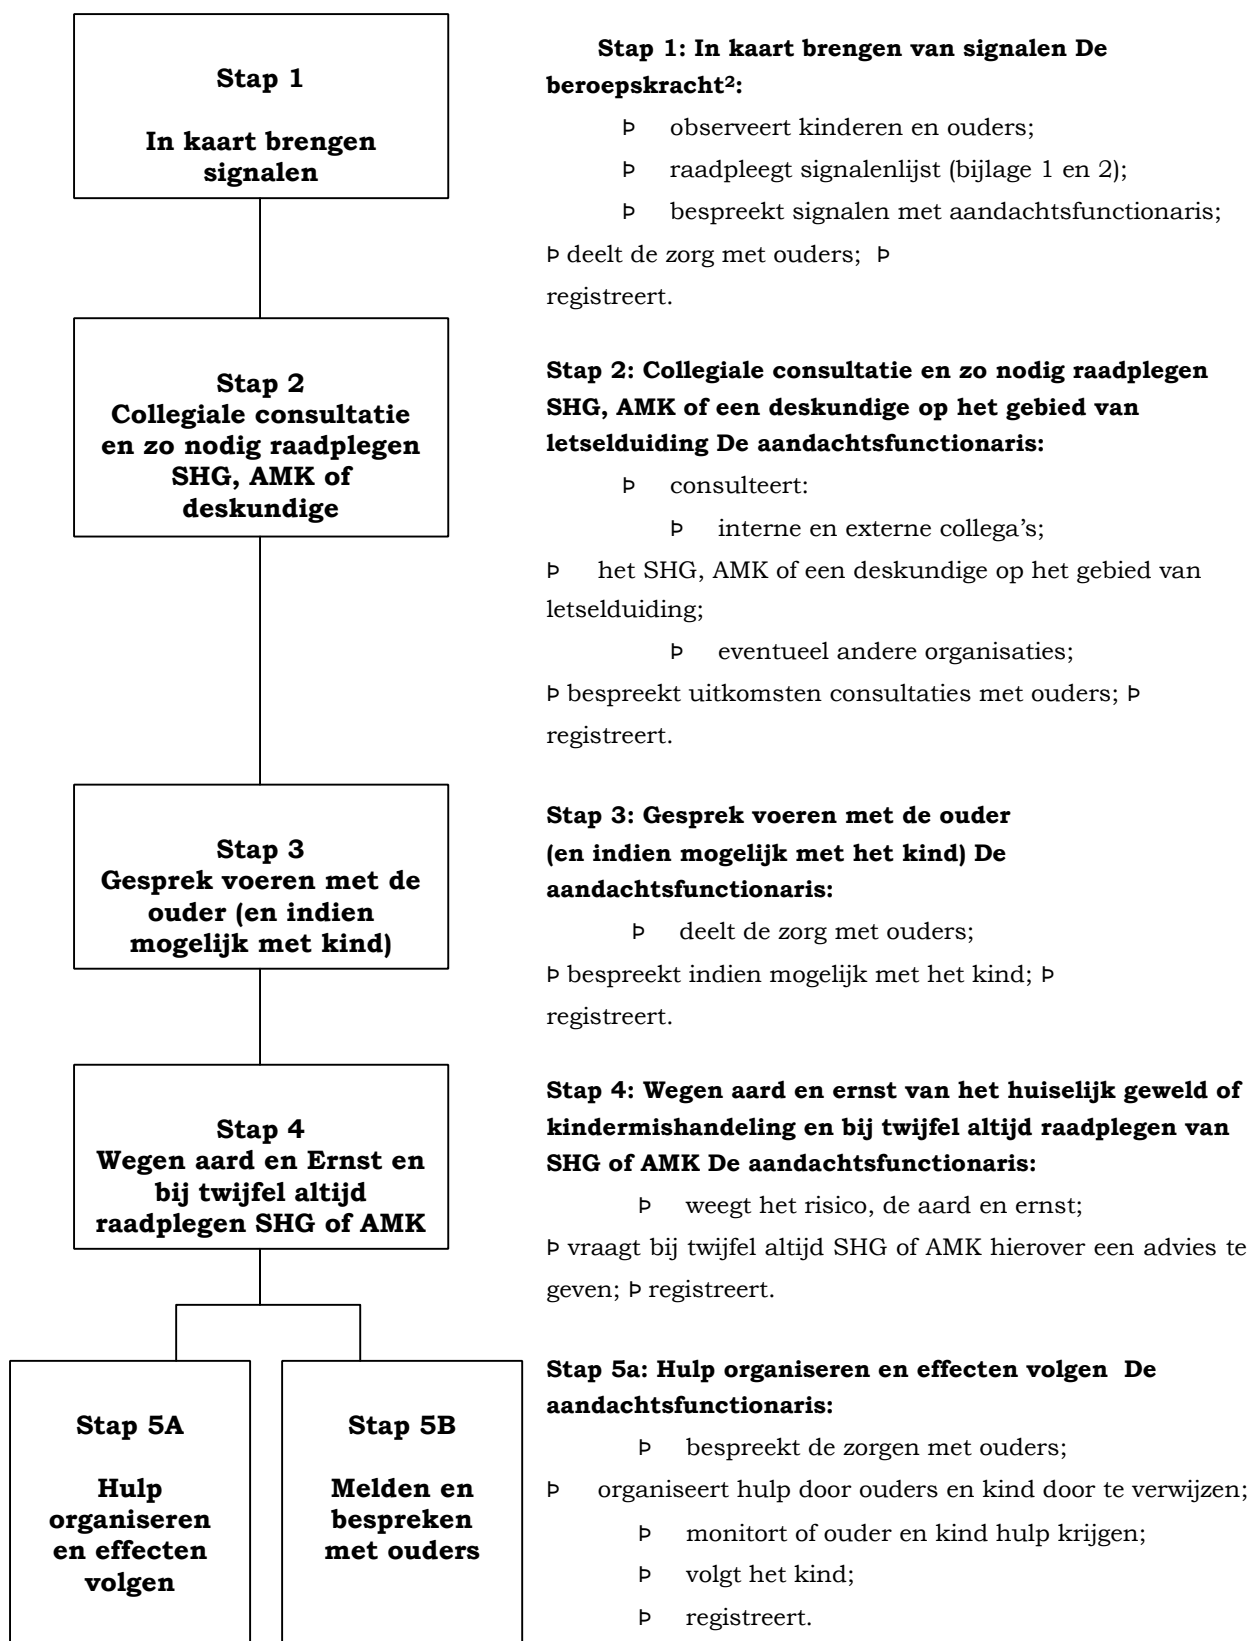 Stap 1
In kaart brengen
signalen
Stap 2
Collegiale consultatie
en zo nodig raadplegen
SHG, AMK of
deskundige
Stap 3
Gesprek voeren met de
ouder (en indien
mogelijk met kind)
Stap 4
Wegen aard en Ernst en
bij twijfel altijd
raadplegen SHG of AMK
Stap 5A
Hulp
organiseren
en effecten
volgen
Stap 5B
Melden en
bespreken
met ouders
Stap 1: In kaart brengen van signalen De
beroepskracht²:
Þ observeert kinderen en ouders;
Þ raadpleegt signalenlijst (bijlage 1 en 2);
Þ bespreekt signalen met aandachtsfunctionaris;
Þ deelt de zorg met ouders; Þ
registreert.
Stap 2: Collegiale consultatie en zo nodig raadplegen
SHG, AMK of een deskundige op het gebied van
letselduiding De aandachtsfunctionaris:
Þ consulteert:
Þ interne en externe collega’s;
Þ het SHG, AMK of een deskundige op het gebied van
letselduiding;
Þ eventueel andere organisaties;
Þ bespreekt uitkomsten consultaties met ouders; Þ
registreert.
Stap 3: Gesprek voeren met de ouder
(en indien mogelijk met het kind) De
aandachtsfunctionaris:
Þ deelt de zorg met ouders;
Þ bespreekt indien mogelijk met het kind; Þ
registreert.
Stap 4: Wegen aard en ernst van het huiselijk geweld of
kindermishandeling en bij twijfel altijd raadplegen van
SHG of AMK De aandachtsfunctionaris:
Þ weegt het risico, de aard en ernst;
Þ vraagt bij twijfel altijd SHG of AMK hierover een advies te
geven; Þ registreert.
Stap 5a: Hulp organiseren en effecten volgen De
aandachtsfunctionaris:
Þ bespreekt de zorgen met ouders;
Þ organiseert hulp door ouders en kind door te verwijzen;
Þ monitort of ouder en kind hulp krijgen;
Þ volgt het kind;
Þ registreert.